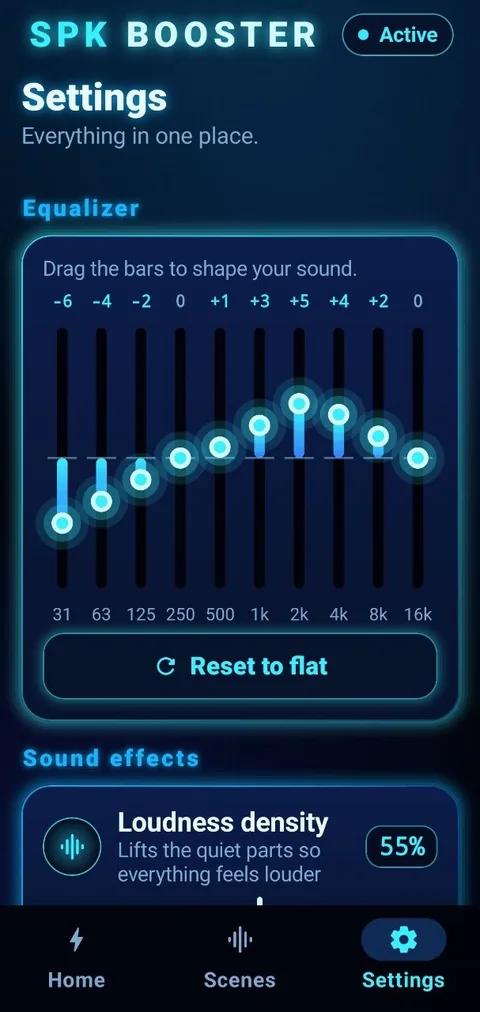 SPK BOOSTER
Active
Settings
Everything in one place.
Equalizer
Drag the bars to shape your sound.
-6 -4 -2 0 +1 +3 +5 +4 +2 0
31 63 125 250 500 1k 2k 4k 8k 16k
Reset to flat
Sound effects
Loudness density
Lifts the quiet parts so
everything feels louder
55%
Home Scenes Settings